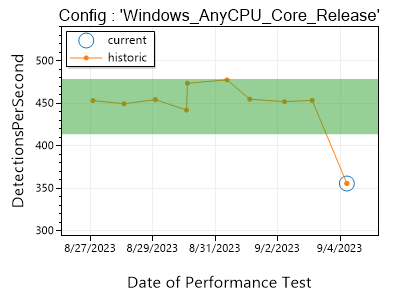 Config : 'Windows_AnyCPU_Core_Release'
current
historic
DetectionsPerSecond
500
450
400
350
300
8/27/2023 8/29/2023 8/31/2023 9/2/2023 9/4/2023
Date of Performance Test